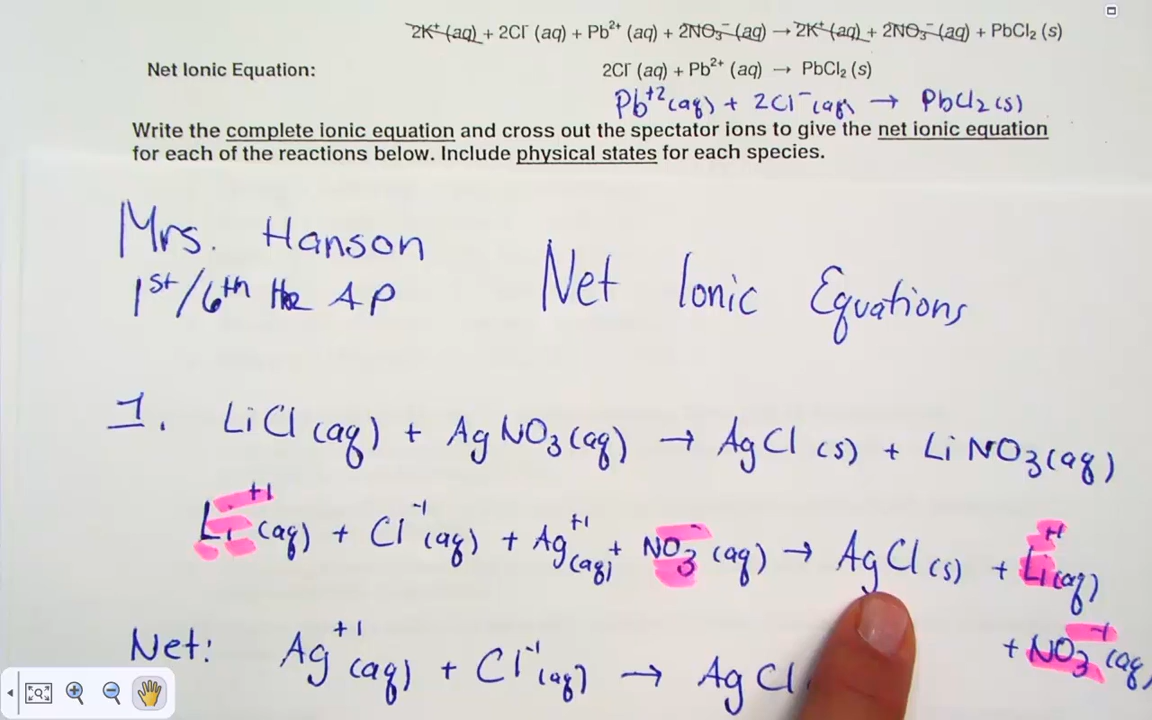 2K⁺ (aq) + 2Cl⁻ (aq) + Pb²⁺ (aq) + 2NO₃⁻ (aq) → 2K⁺ (aq) + 2NO₃⁻ (aq) + PbCl₂ (s)
Net Ionic Equation: 2Cl⁻ (aq) + Pb²⁺ (aq) → PbCl₂ (s)
Pb⁺² (aq) + 2Cl⁻ (aq) → PbCl₂ (s)
Write the complete ionic equation and cross out the spectator ions to give the net ionic equation
for each of the reactions below. Include physical states for each species.
Mrs. Hanson
1st/6th Hr AP
Net Ionic Equations
1. LiCl (aq) + AgNO₃ (aq) → AgCl (s) + LiNO₃ (aq)
Li⁺¹ (aq) + Cl⁻¹ (aq) + Ag⁺¹ (aq) + NO₃⁻ (aq) → AgCl (s) + Li⁺¹ (aq)
+ NO₃⁻¹ (aq)
Net: Ag⁺¹ (aq) + Cl⁻¹ (aq) → AgCl